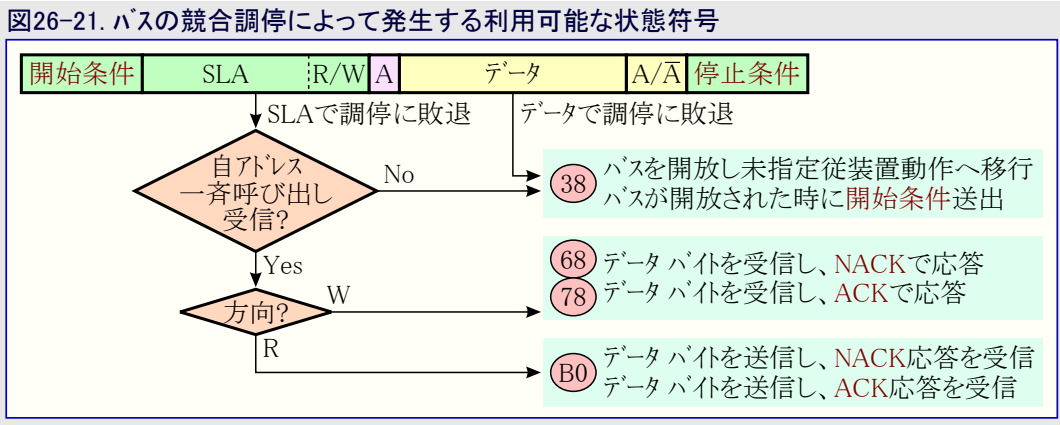 図26-21. バスの競合調停によって発生する利用可能な状態符号
開始条件 SLA R/W A データ A/A̅ 停止条件
SLAで調停に敗退
データで調停に敗退
自アドレス
一斉呼び出し
受信?
No
38
バスを開放し未指定従装置動作へ移行
バスが開放された時に開始条件送出
Yes
方向?
W
68 データ バイトを受信し、NACKで応答
78 データ バイトを受信し、ACKで応答
R
B0
データ バイトを送信し、NACK応答を受信
データ バイトを送信し、ACK応答を受信